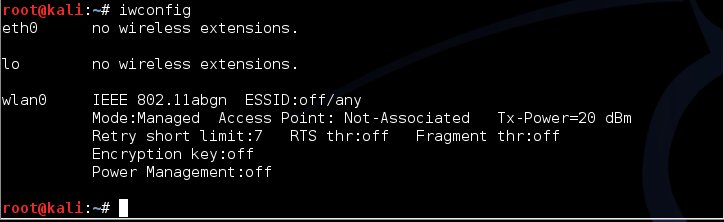 root@kali:~# iwconfig
eth0      no wireless extensions.
lo        no wireless extensions.
wlan0     IEEE 802.11abgn  ESSID:off/any
          Mode:Managed  Access Point: Not-Associated   Tx-Power=20 dBm
          Retry short limit:7   RTS thr:off   Fragment thr:off
          Encryption key:off
          Power Management:off
root@kali:~#